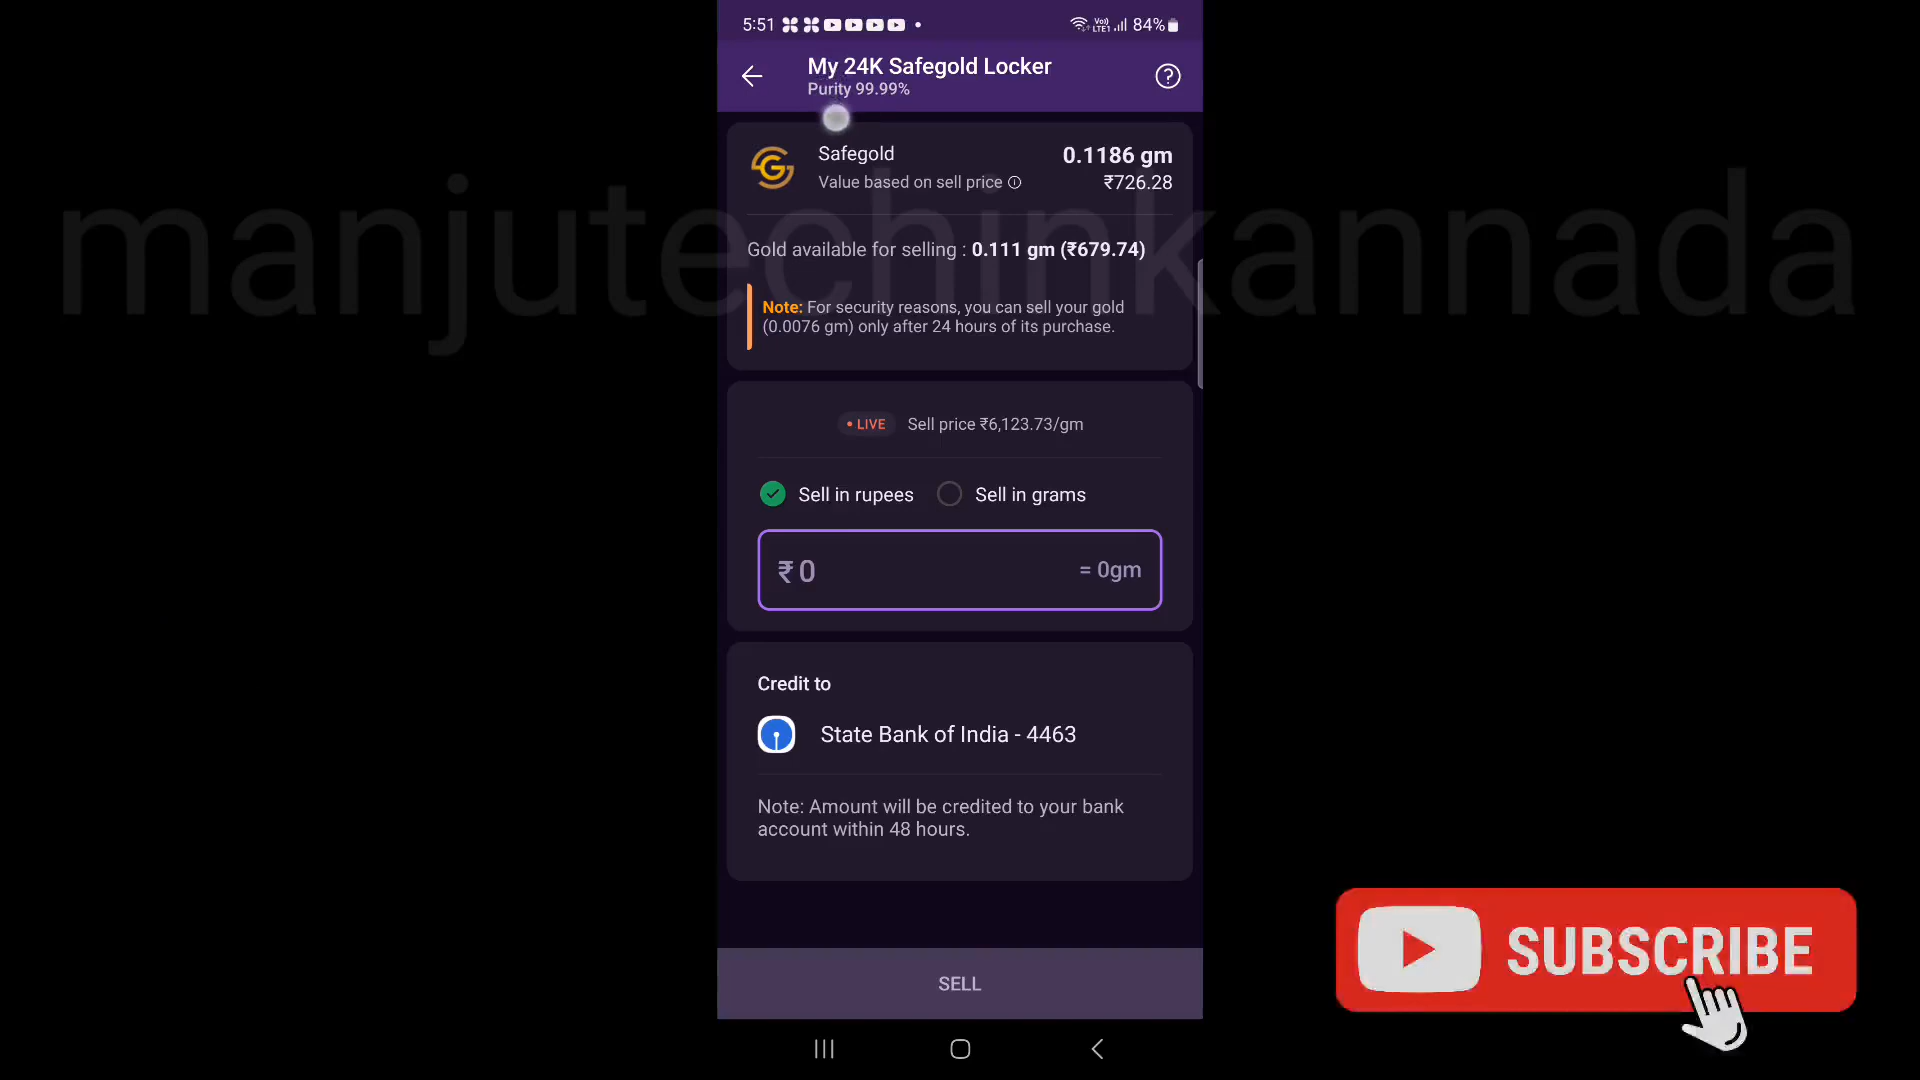 5:51
VoJ) LTE1 84%
My 24K Safegold Locker
Purity 99.99%
Safegold
0.1186 gm
Value based on sell price
₹726.28
manjutechinkannada
Gold available for selling : 0.111 gm (₹679.74)
Note: For security reasons, you can sell your gold
(0.0076 gm) only after 24 hours of its purchase.
• LIVE Sell price ₹6,123.73/gm
Sell in rupees Sell in grams
₹ 0 = 0gm
Credit to
State Bank of India - 4463
Note: Amount will be credited to your bank
account within 48 hours.
SUBSCRIBE
SELL